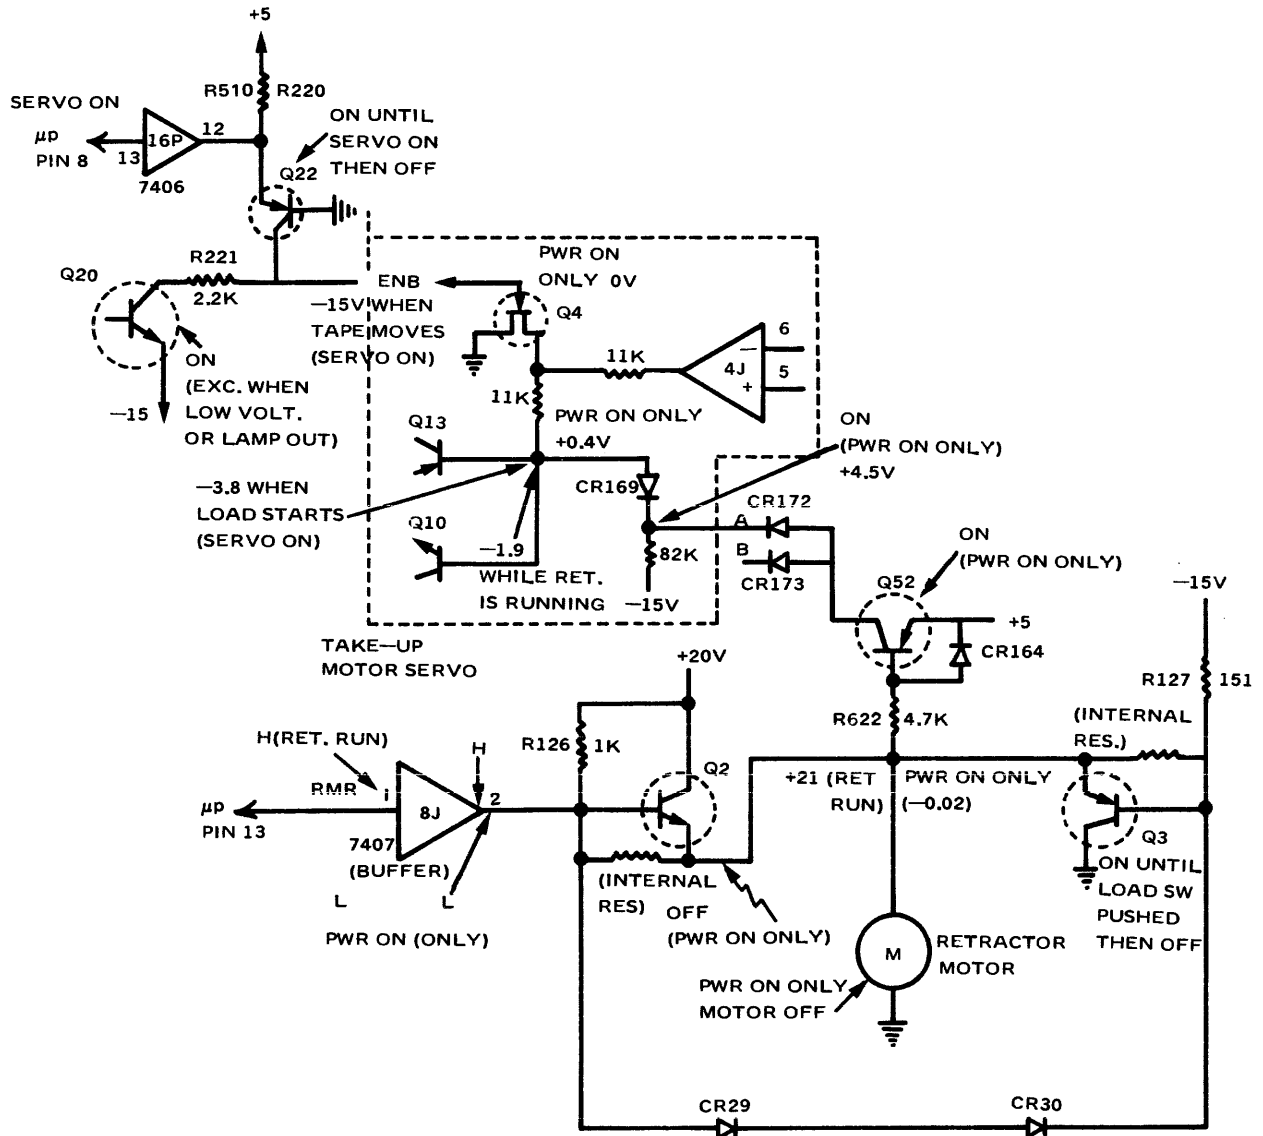 +5
R510 R220
SERVO ON
μp
PIN 8
13
16P
12
7406
ON UNTIL
SERVO ON
THEN OFF
Q22
R221
2.2K
Q20
ON
(EXC. WHEN
LOW VOLT.
OR LAMP OUT)
—15
ENB
—15V WHEN
TAPE MOVES
(SERVO ON)
PWR ON
ONLY 0V
Q4
11K
4J
—
+
6
5
11K
PWR ON ONLY
+0.4V
Q13
CR169
ON
(PWR ON ONLY)
+4.5V
—3.8 WHEN
LOAD STARTS
(SERVO ON)
Q10
—1.9
WHILE RET.
IS RUNNING
82K
—15V
A
CR172
B
CR173
TAKE—UP
MOTOR SERVO
ON
(PWR ON ONLY)
Q52
+5
CR164
—15V
R127 151
R622 4.7K
(INTERNAL
RES.)
+20V
R126 1K
H(RET. RUN)
H
RMR
i
μp
PIN 13
8J
2
7407
(BUFFER)
L
L
PWR ON (ONLY)
Q2
(INTERNAL
RES)
OFF
(PWR ON ONLY)
+21 (RET
RUN)
PWR ON ONLY
(—0.02)
Q3
ON UNTIL
LOAD SW
PUSHED
THEN OFF
M
RETRACTOR
MOTOR
PWR ON ONLY
MOTOR OFF
CR29
CR30